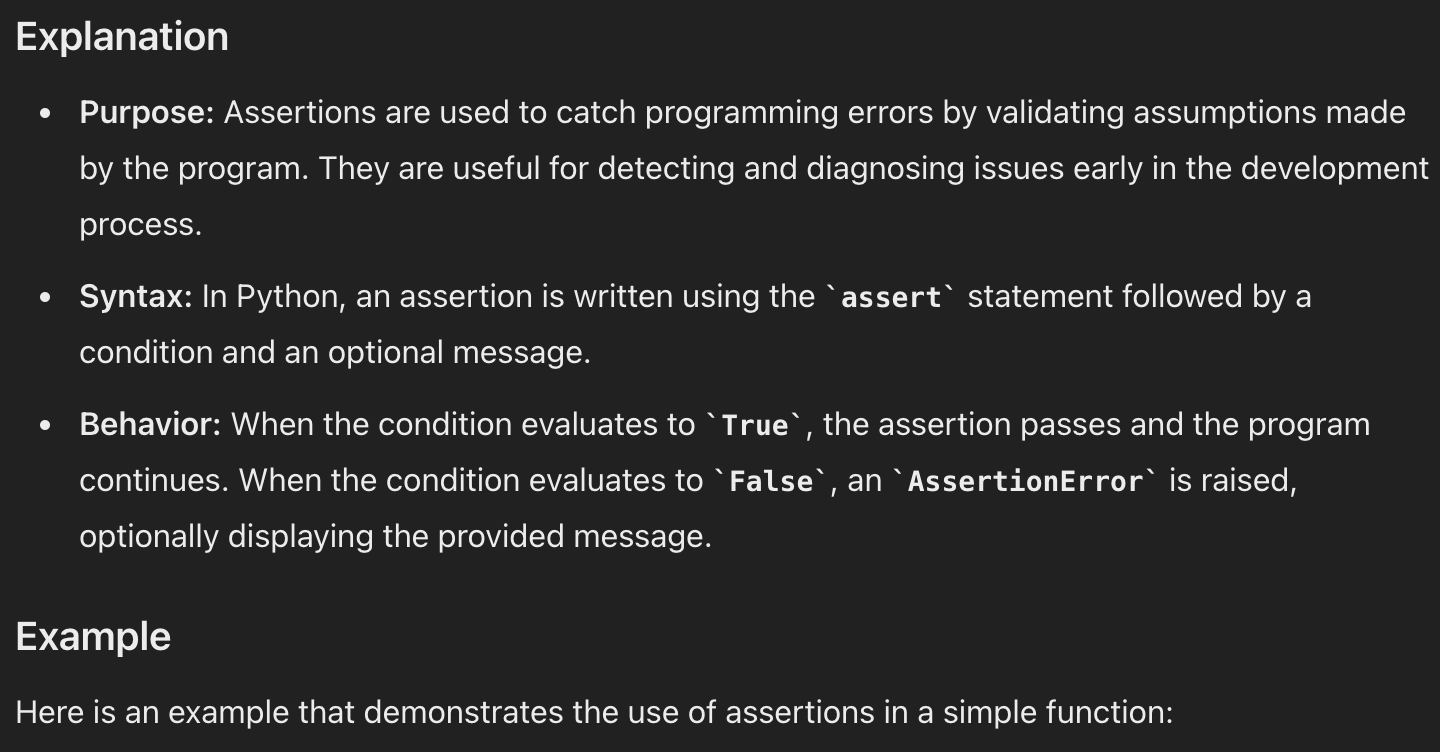 Explanation
• Purpose: Assertions are used to catch programming errors by validating assumptions made
by the program. They are useful for detecting and diagnosing issues early in the development
process.
• Syntax: In Python, an assertion is written using the `assert` statement followed by a
condition and an optional message.
• Behavior: When the condition evaluates to `True`, the assertion passes and the program
continues. When the condition evaluates to `False`, an `AssertionError` is raised,
optionally displaying the provided message.
Example
Here is an example that demonstrates the use of assertions in a simple function: